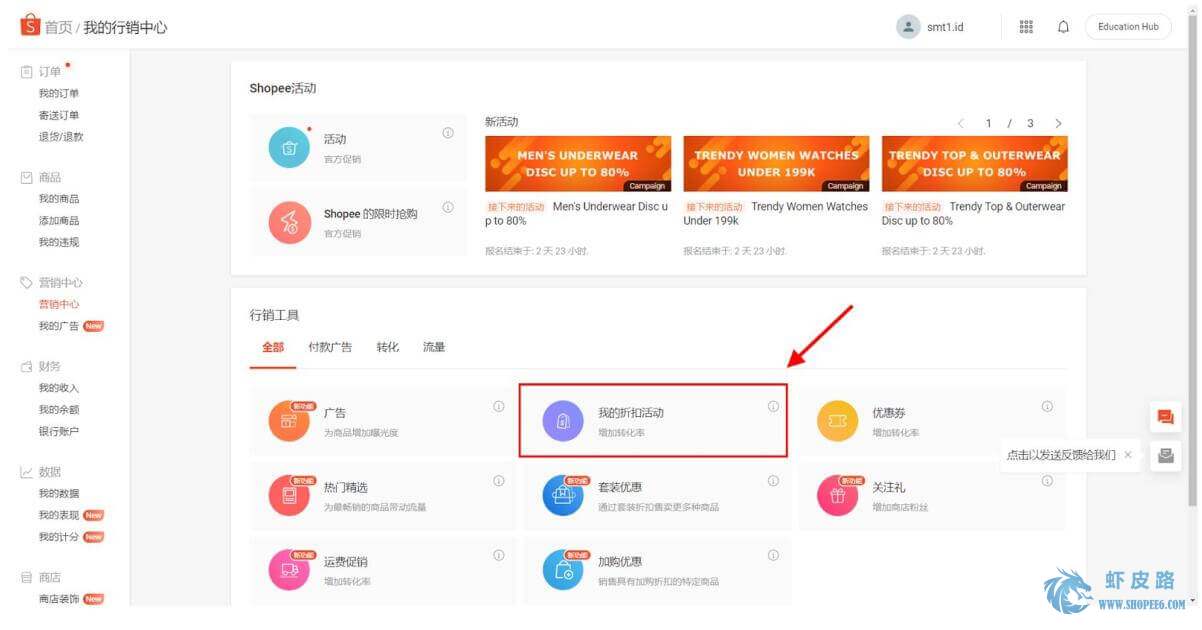 首页 / 我的行销中心
smt1.id
Education Hub
订单
我的订单
寄送订单
退货/退款
商品
我的商品
添加商品
我的违规
营销中心
营销中心
我的广告 New
财务
我的收入
我的余额
银行账户
数据
我的数据
我的表现 New
我的计分 New
商店
商店装饰 New
Shopee活动
活动
官方促销
Shopee 的限时抢购
官方促销
新活动
1 / 3
MEN'S UNDERWEAR
DISC UP TO 80%
Campaign
接下来的活动 Men's Underwear Disc u
p to 80%
报名结束于: 2 天 23 小时.
TRENDY WOMEN WATCHES
UNDER 199K
Campaign
接下来的活动 Trendy Women Watches
Under 199k
报名结束于: 2 天 23 小时.
TRENDY TOP & OUTERWEAR
DISC UP TO 80%
Campaign
接下来的活动 Trendy Top & Outerwear
Disc up to 80%
报名结束于: 2 天 23 小时.
行销工具
全部 付款广告 转化 流量
新功能
广告
为商品增加曝光度
我的折扣活动
增加转化率
优惠券
增加转化率
新功能
热门精选
为最畅销的商品带动流量
新功能
套装优惠
通过套装折扣售卖更多种商品
新功能
关注礼
增加商店粉丝
新功能
运费促销
增加转化率
新功能
加购优惠
销售具有加购折扣的特定商品
点击以发送反馈给我们 ×
虾皮路
WWW.SHOPEE6.COM